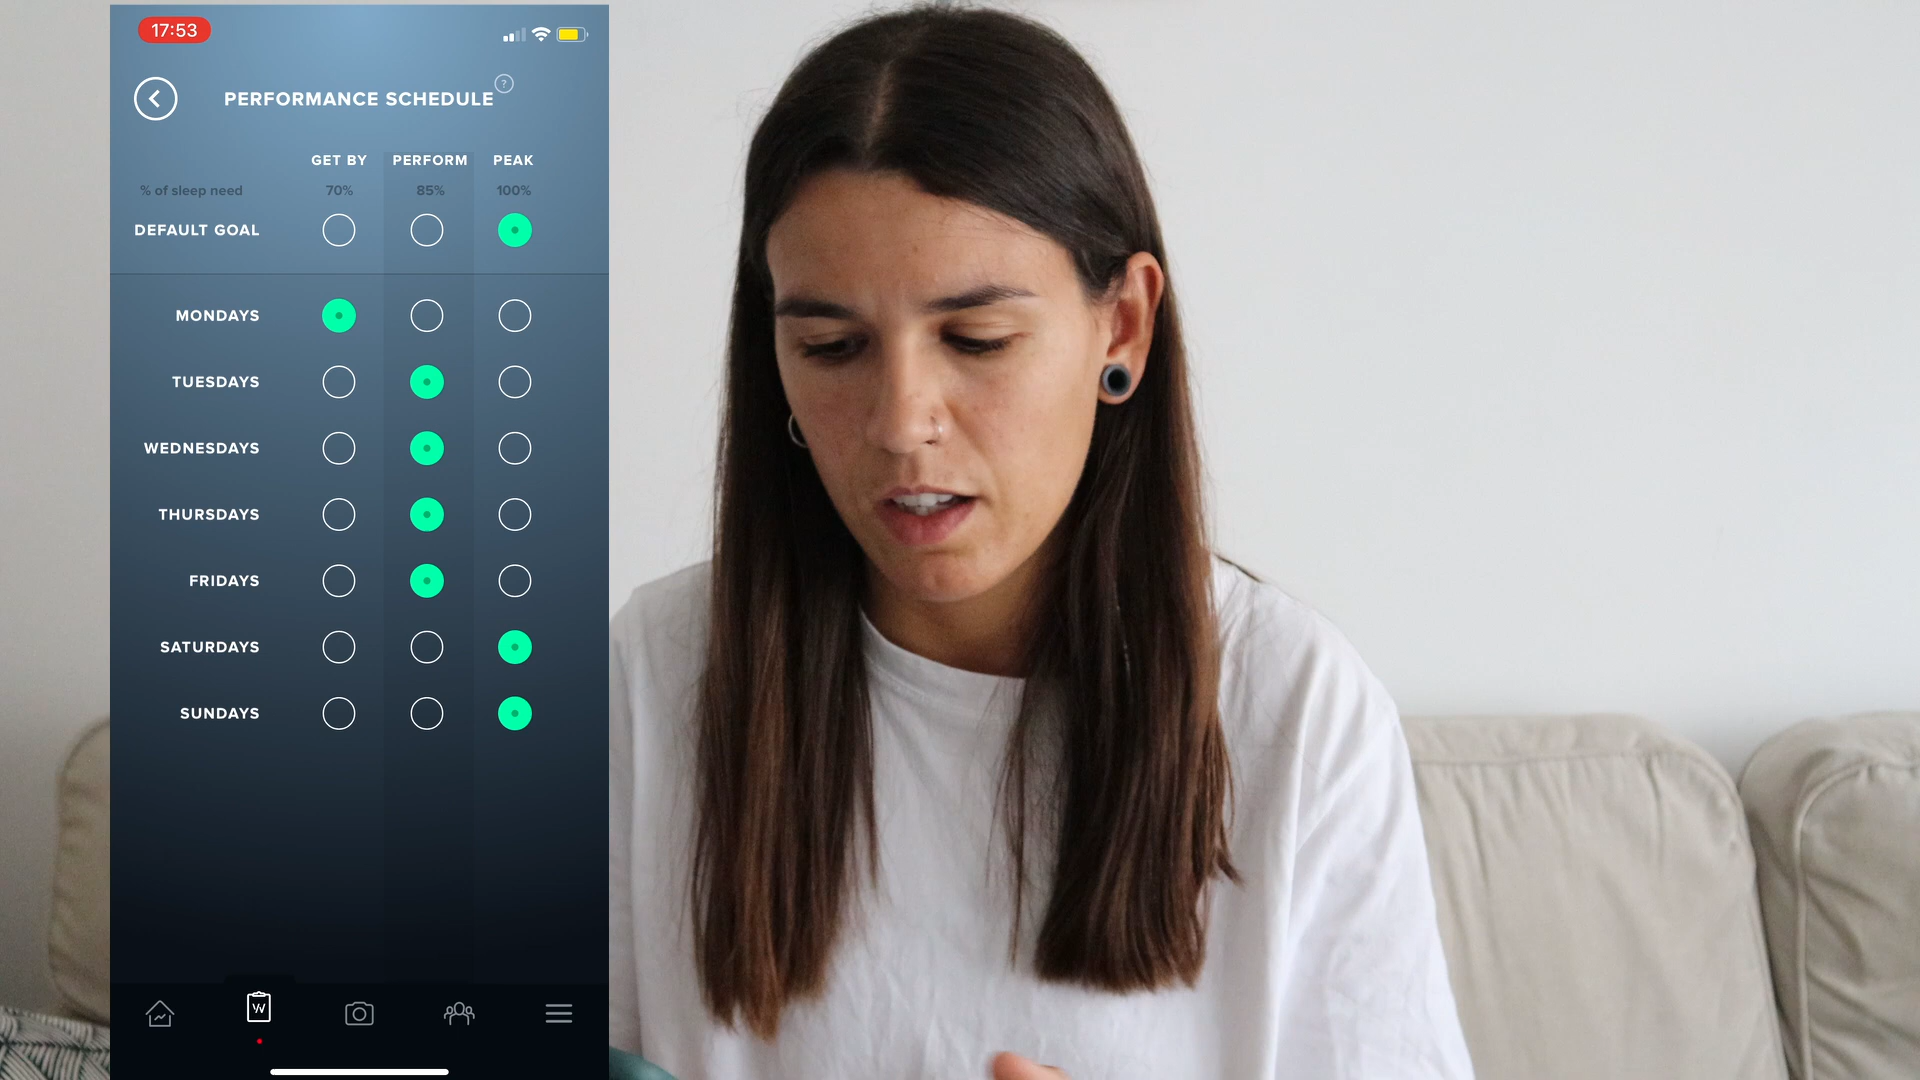 17:53
PERFORMANCE SCHEDULE ?
GET BY PERFORM PEAK
% of sleep need 70% 85% 100%
DEFAULT GOAL
MONDAYS
TUESDAYS
WEDNESDAYS
THURSDAYS
FRIDAYS
SATURDAYS
SUNDAYS
W